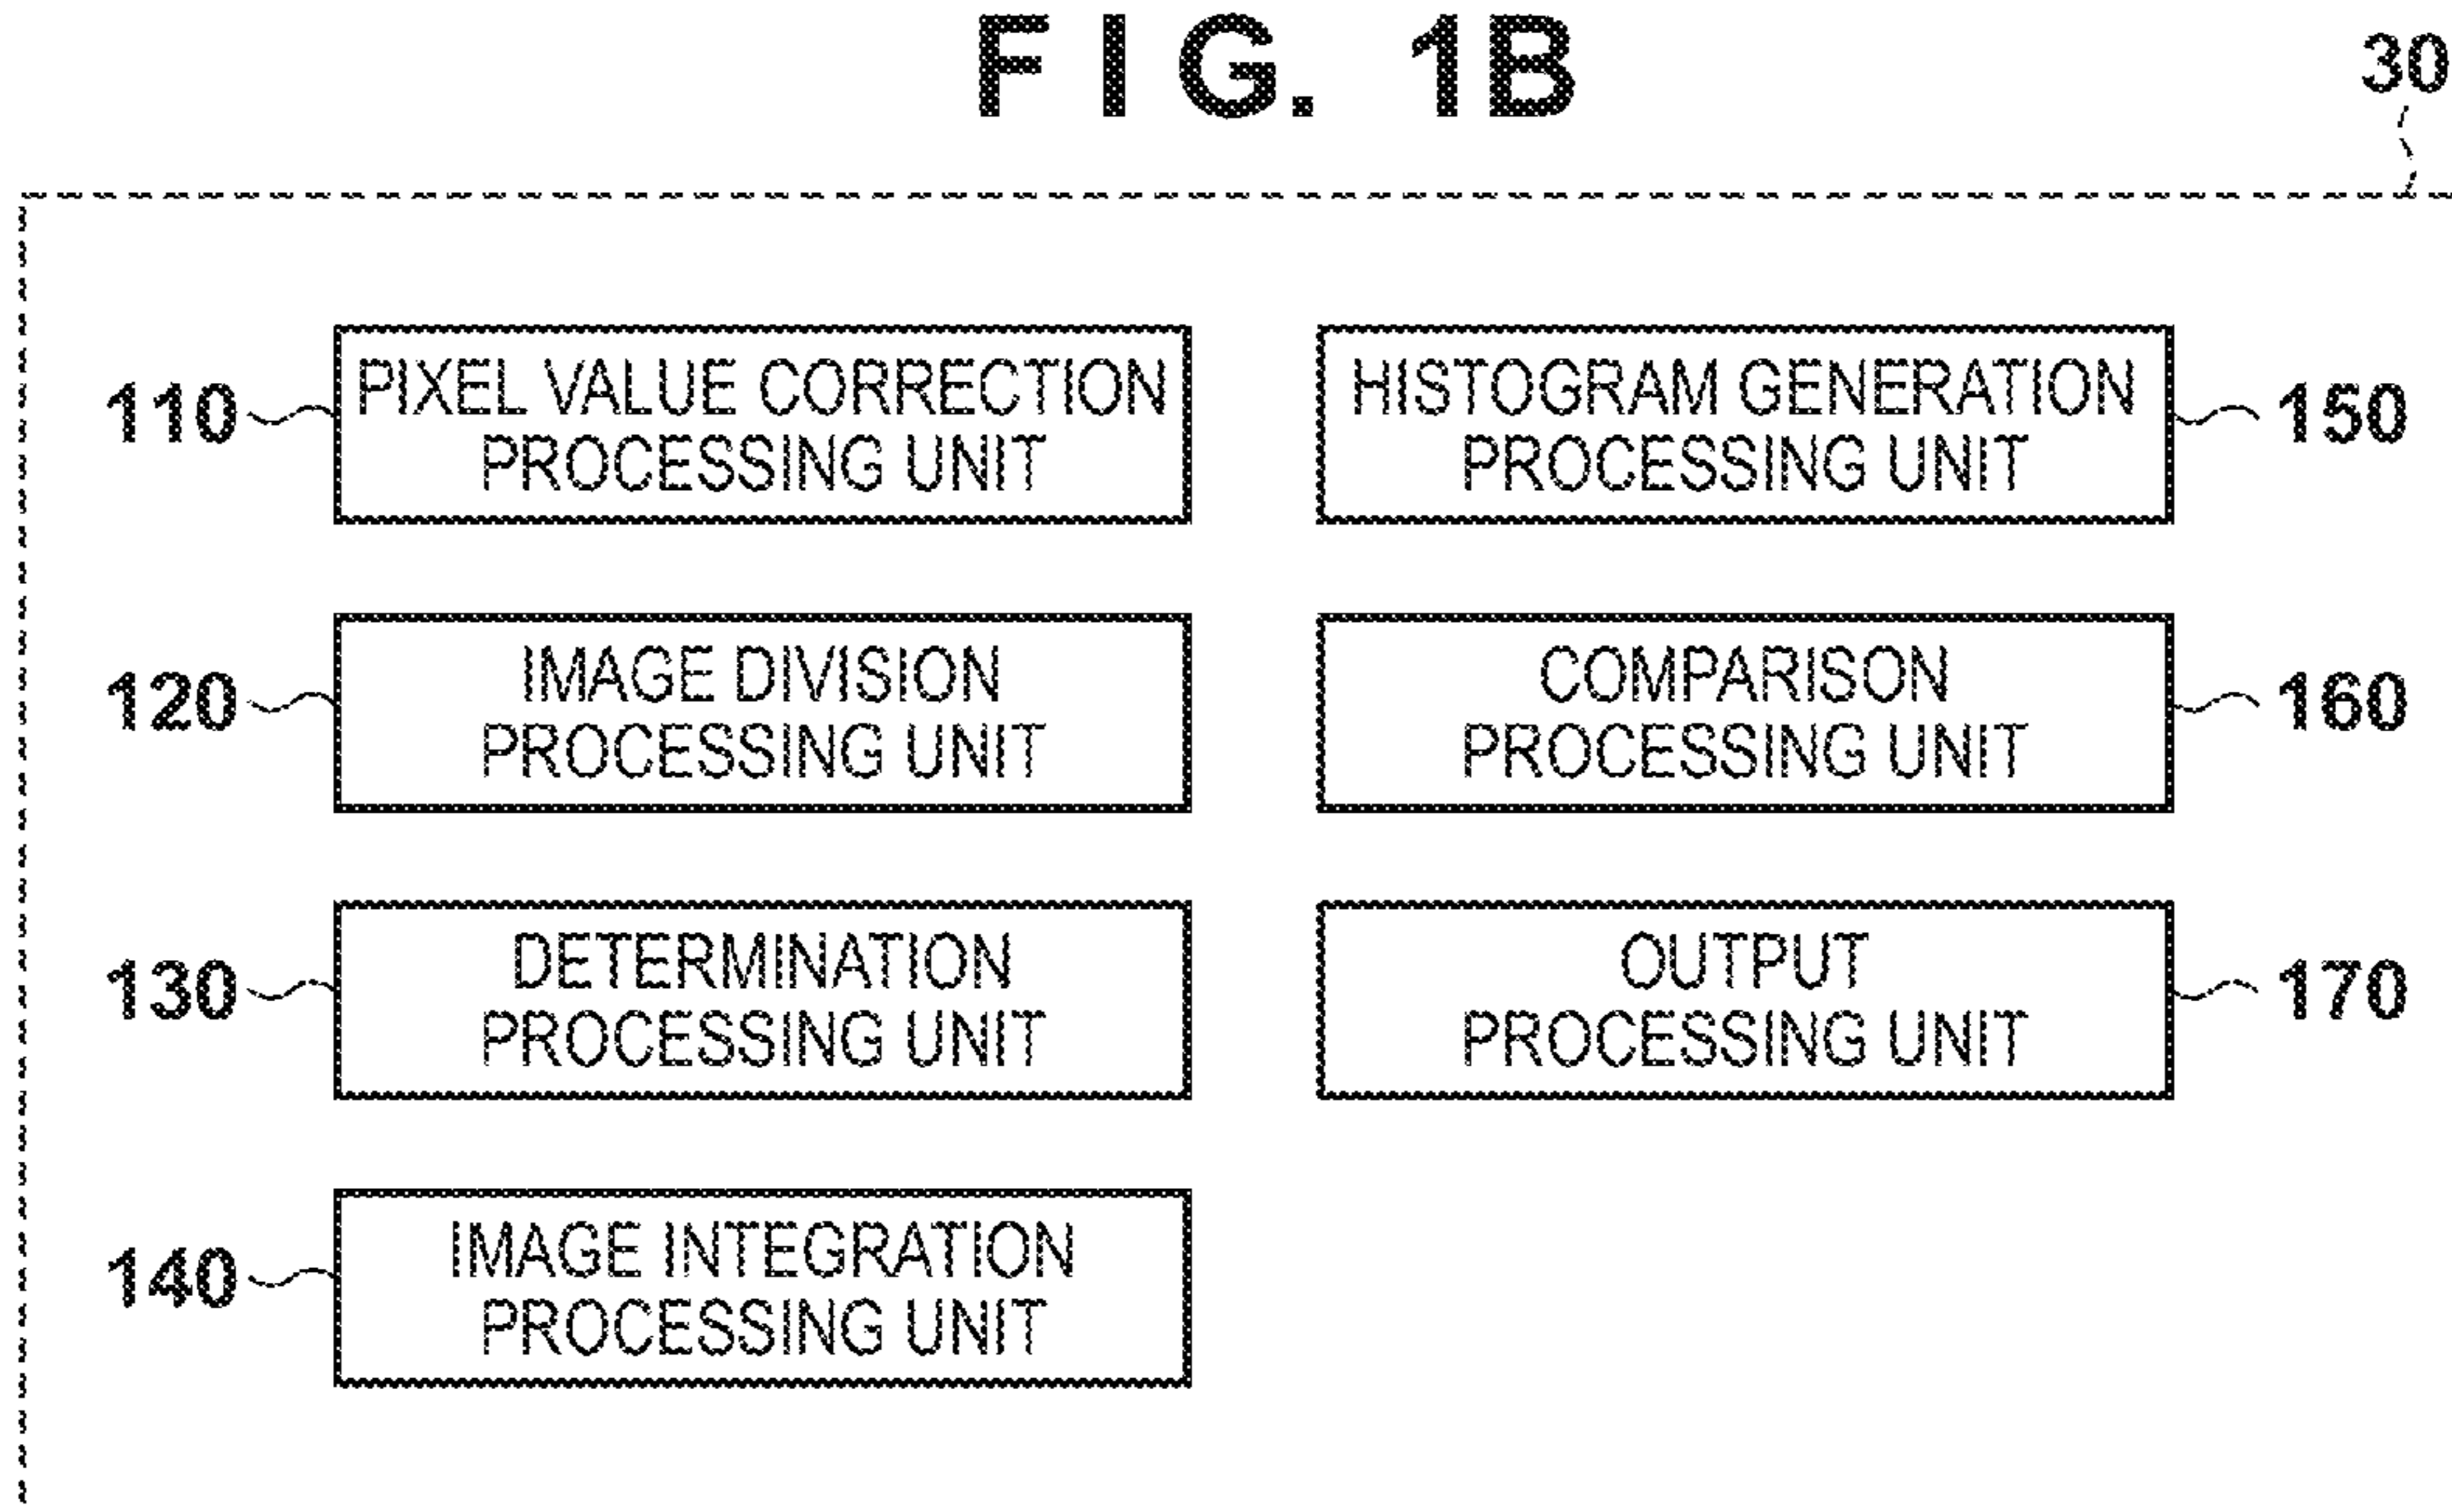 FIG. 1B
30
110
PIXEL VALUE CORRECTION
PROCESSING UNIT
HISTOGRAM GENERATION
PROCESSING UNIT
150
120
IMAGE DIVISION
PROCESSING UNIT
COMPARISON
PROCESSING UNIT
160
130
DETERMINATION
PROCESSING UNIT
OUTPUT
PROCESSING UNIT
170
140
IMAGE INTEGRATION
PROCESSING UNIT